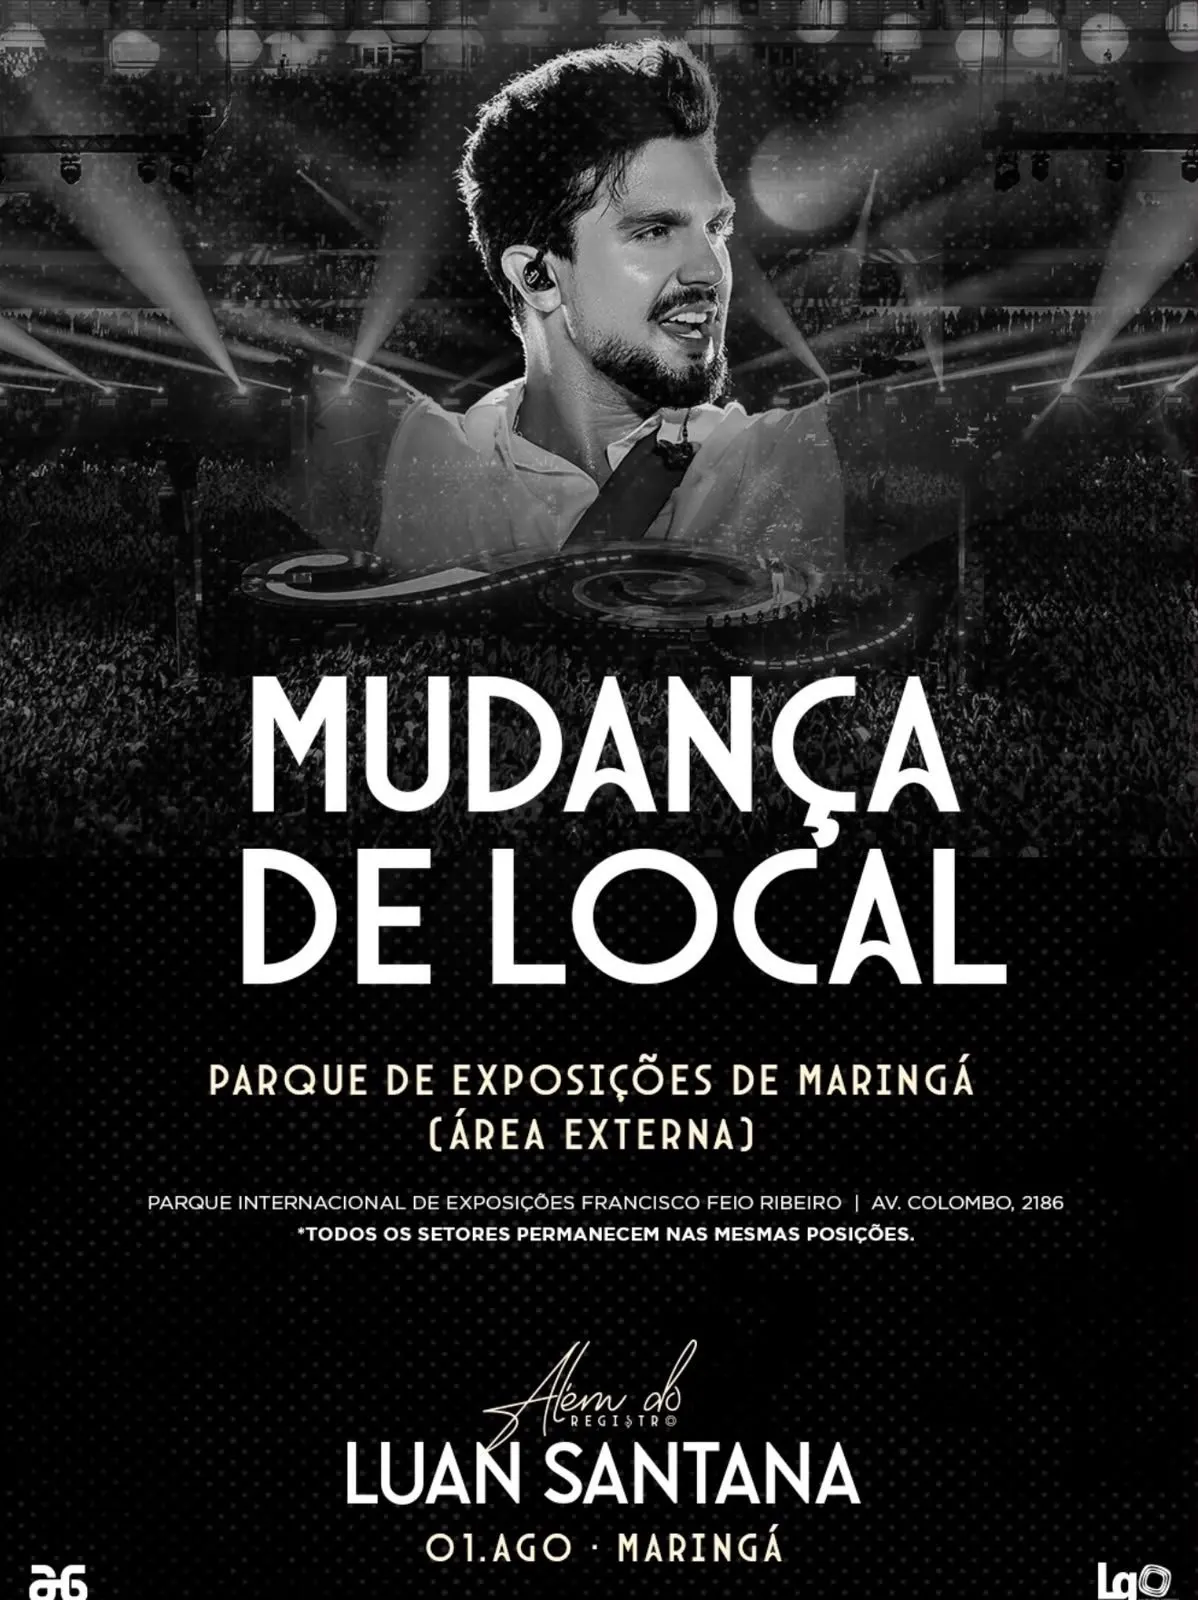 MUDANÇA
DE LOCAL
PARQUE DE EXPOSIÇÕES DE MARINGÁ
(ÁREA EXTERNA)
PARQUE INTERNACIONAL DE EXPOSIÇÕES FRANCISCO FEIO RIBEIRO | AV. COLOMBO, 2186
*TODOS OS SETORES PERMANECEM NAS MESMAS POSIÇÕES.
Além do
REGISTRO
LUAN SANTANA
01.AGO · MARINGÁ